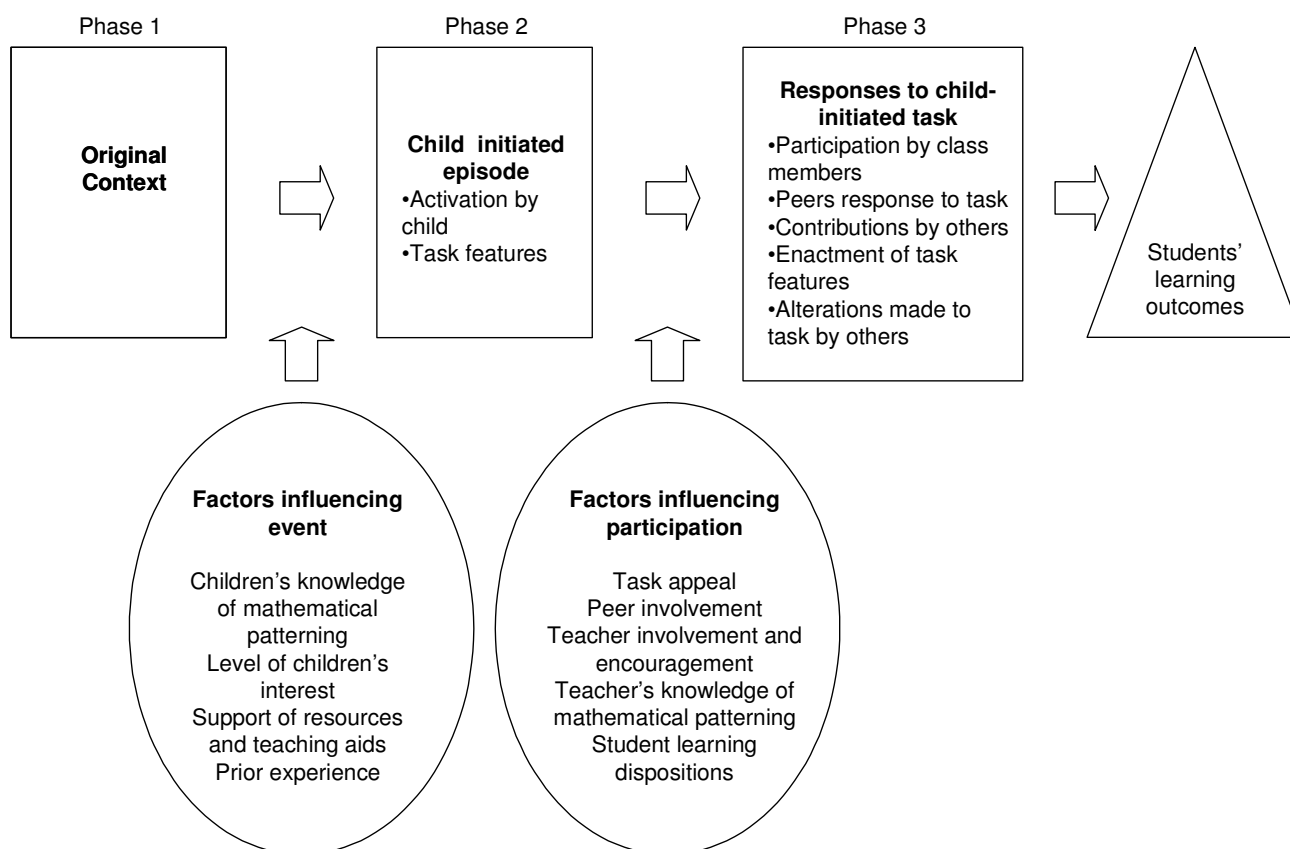 Phase 1
Phase 2
Phase 3
Original
Context
Child initiated
episode
•Activation by
child
•Task features
Responses to child-
initiated task
•Participation by class
members
•Peers response to task
•Contributions by others
•Enactment of task
features
•Alterations made to
task by others
Students’
learning
outcomes
Factors influencing
event
Children’s knowledge
of mathematical
patterning
Level of children’s
interest
Support of resources
and teaching aids
Prior experience
Factors influencing
participation
Task appeal
Peer involvement
Teacher involvement and
encouragement
Teacher’s knowledge of
mathematical patterning
Student learning
dispositions